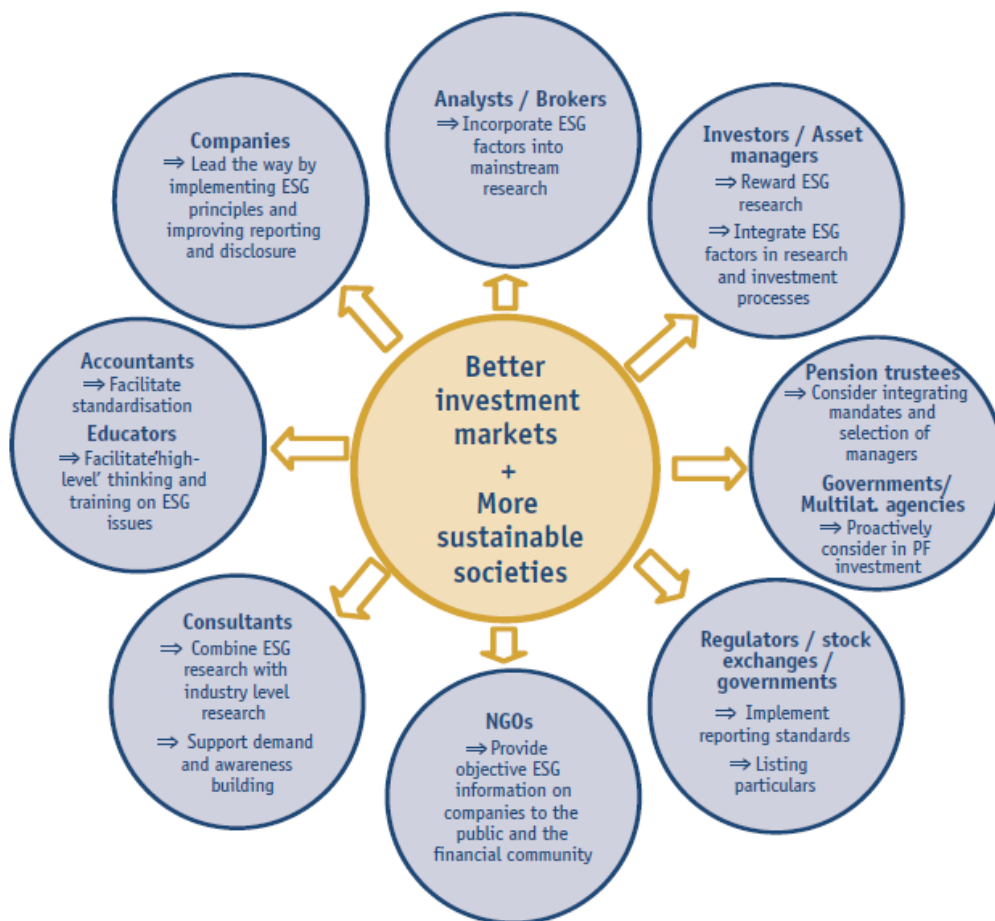 Analysts / Brokers
⇒ Incorporate ESG
factors into
mainstream
research
Investors / Asset
managers
⇒ Reward ESG
research
⇒ Integrate ESG
factors in research
and investment
processes
Pension trustees
⇒ Consider integrating
mandates and
selection of
managers
Governments/
Multilat. agencies
⇒ Proactively
consider in PF
investment
Regulators / stock
exchanges /
governments
⇒ Implement
reporting standards
⇒ Listing
particulars
NGOs
⇒ Provide
objective ESG
information on
companies to the
public and the
financial community
Consultants
⇒ Combine ESG
research with
industry level
research
⇒ Support demand
and awareness
building
Accountants
⇒ Facilitate
standardisation
Educators
⇒ Facilitate‘high-
level’ thinking and
training on ESG
issues
Companies
⇒ Lead the way by
implementing ESG
principles and
improving reporting
and disclosure
Better
investment
markets
+
More
sustainable
societies